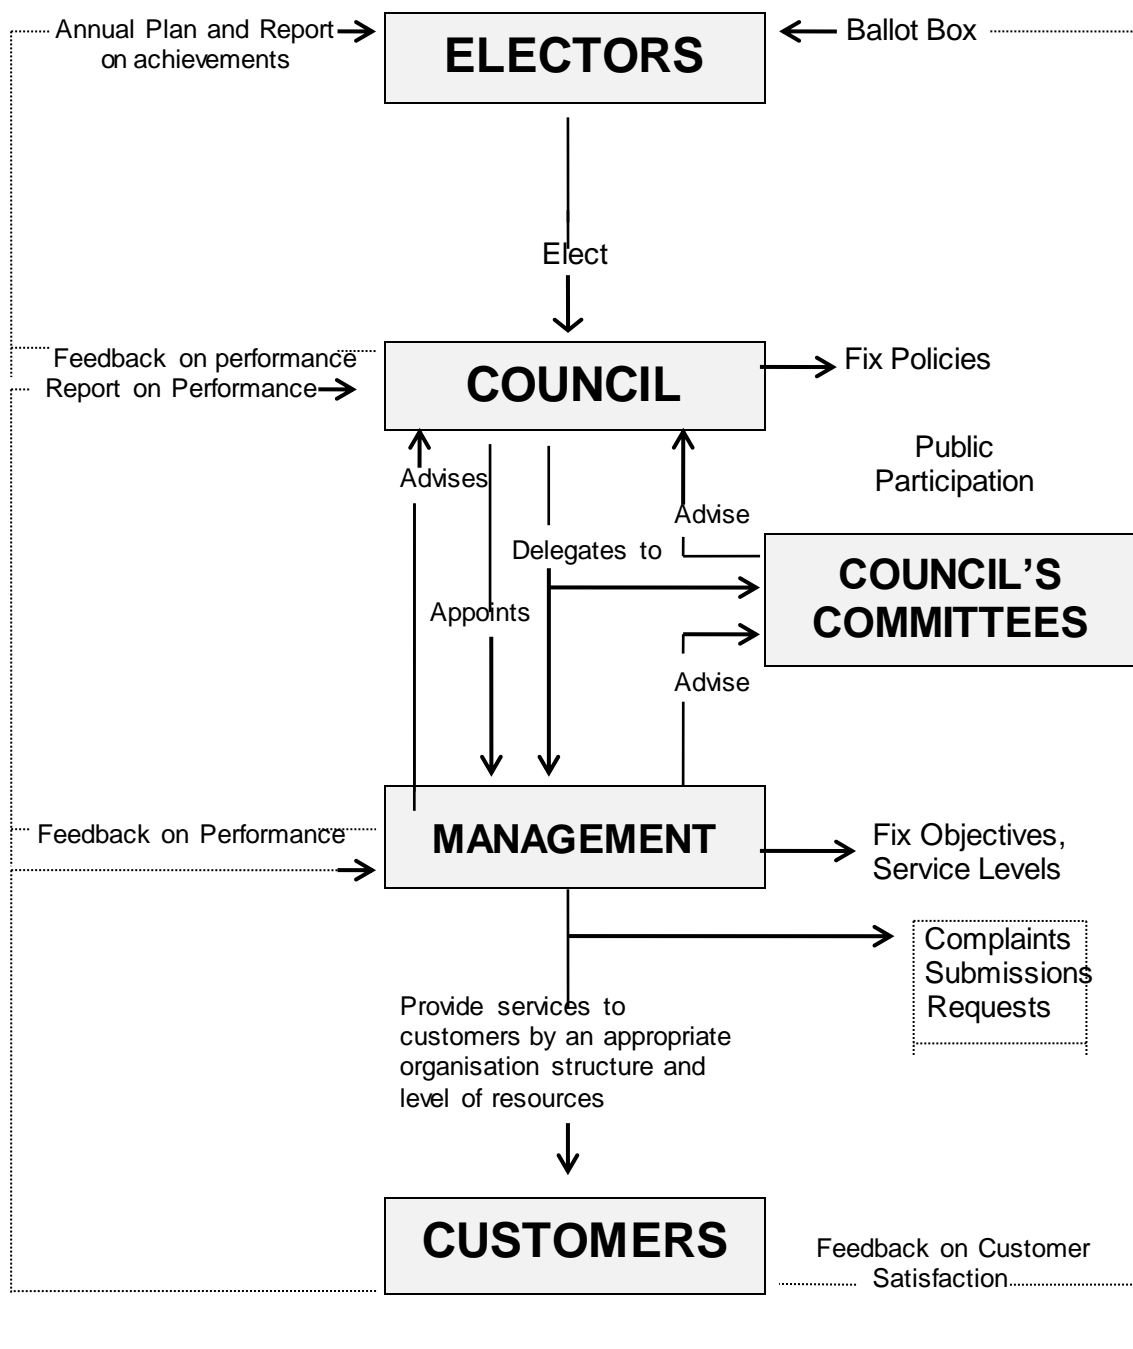 Annual Plan and Report
on achievements
ELECTORS
Ballot Box
Elect
Feedback on performance
Report on Performance
COUNCIL
Fix Policies
Public
Participation
Advises
Advise
Delegates to
COUNCIL’S
COMMITTEES
Appoints
Advise
Feedback on Performance
MANAGEMENT
Fix Objectives,
Service Levels
Complaints
Submissions
Requests
Provide services to
customers by an appropriate
organisation structure and
level of resources
CUSTOMERS
Feedback on Customer
Satisfaction